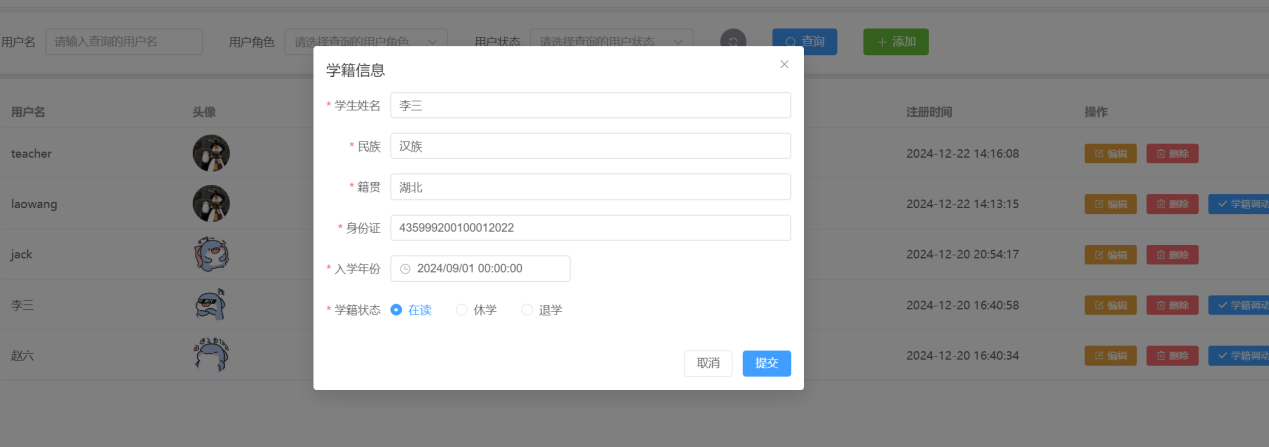 用户名 请输入查询的用户名 用户角色 请选择查询的用户角色 用户状态 请选择查询的用户状态 查询 + 添加
学籍信息
* 学生姓名 李三
* 民族 汉族
* 籍贯 湖北
* 身份证 435999200100012022
* 入学年份 2024/09/01 00:00:00
* 学籍状态 在读 休学 退学
取消 提交
用户名 头像 注册时间 操作
teacher 2024-12-22 14:16:08 编辑 删除
laowang 2024-12-22 14:13:15 编辑 删除 学籍调动
jack 2024-12-20 20:54:17 编辑 删除
李三 2024-12-20 16:40:58 编辑 删除 学籍调动
赵六 2024-12-20 16:40:34 编辑 删除 学籍调动